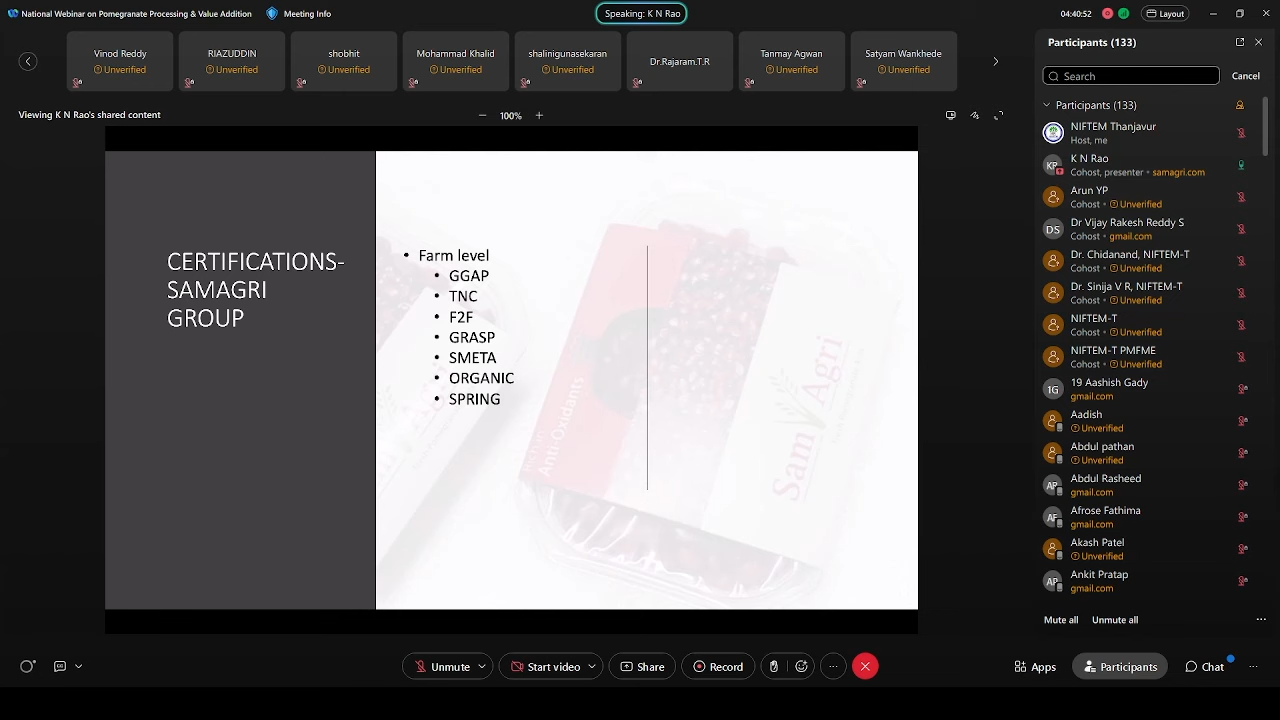 National Webinar on Pomegranate Processing & Value Addition
Meeting Info
Speaking: K N Rao
04:40:52
Layout
Vinod Reddy
Unverified
RIAZUDDIN
Unverified
shobhit
Unverified
Mohammad Khalid
Unverified
shalinigunasekaran
Unverified
Dr.Rajaram.T.R
Tanmay Agwan
Unverified
Satyam Wankhede
Unverified
Viewing K N Rao's shared content
100%
CERTIFICATIONS-
SAMAGRI
GROUP
• Farm level
• GGAP
• TNC
• F2F
• GRASP
• SMETA
• ORGANIC
• SPRING
Anti-Oxidants
SamAgri
Participants (133)
Search
Cancel
Participants (133)
NIFTEM Thanjavur
Host, me
KR
K N Rao
Cohost, presenter • samagri.com
Arun YP
Cohost • Unverified
DS
Dr Vijay Rakesh Reddy S
Cohost • gmail.com
Dr. Chidanand, NIFTEM-T
Cohost • Unverified
Dr. Sinija V R, NIFTEM-T
Cohost • Unverified
NIFTEM-T
Cohost • Unverified
NIFTEM-T PMFME
Cohost • Unverified
1G
19 Aashish Gady
gmail.com
Aadish
Unverified
Abdul pathan
Unverified
AR
Abdul Rasheed
gmail.com
AF
Afrose Fathima
gmail.com
Akash Patel
Unverified
AP
Ankit Pratap
gmail.com
Mute all
Unmute all
Unmute
Start video
Share
Record
Apps
Participants
Chat